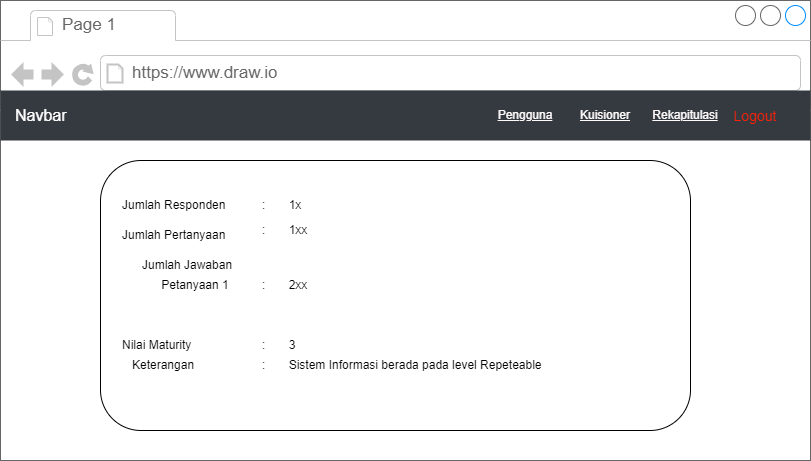 Page 1
https://www.draw.io
Navbar Pengguna Kuisioner Rekapitulasi Logout
Jumlah Responden : 1x
Jumlah Pertanyaan : 1xx
Jumlah Jawaban
Petanyaan 1 : 2xx
Nilai Maturity : 3
Keterangan : Sistem Informasi berada pada level Repeteable